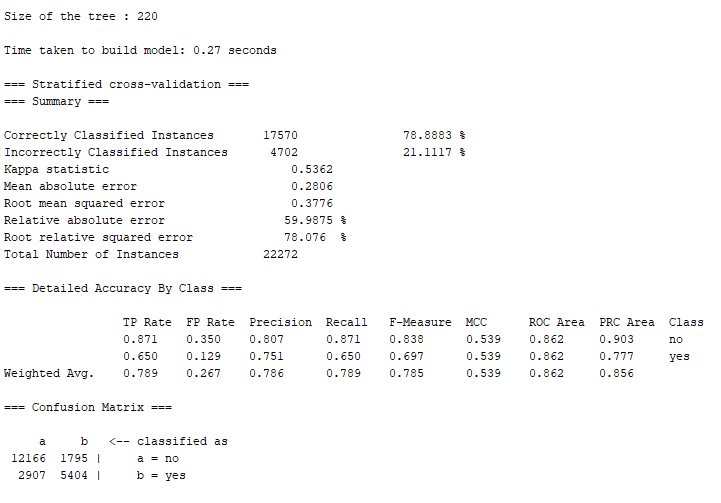 Size of the tree : 220
Time taken to build model: 0.27 seconds
=== Stratified cross-validation ===
=== Summary ===
Correctly Classified Instances 17570 78.8883 %
Incorrectly Classified Instances 4702 21.1117 %
Kappa statistic 0.5362
Mean absolute error 0.2806
Root mean squared error 0.3776
Relative absolute error 59.9875 %
Root relative squared error 78.076 %
Total Number of Instances 22272
=== Detailed Accuracy By Class ===
TP Rate FP Rate Precision Recall F-Measure MCC ROC Area PRC Area Class
0.871 0.350 0.807 0.871 0.838 0.539 0.862 0.903 no
0.650 0.129 0.751 0.650 0.697 0.539 0.862 0.777 yes
Weighted Avg. 0.789 0.267 0.786 0.789 0.785 0.539 0.862 0.856
=== Confusion Matrix ===
a b <-- classified as
12166 1795 | a = no
2907 5404 | b = yes